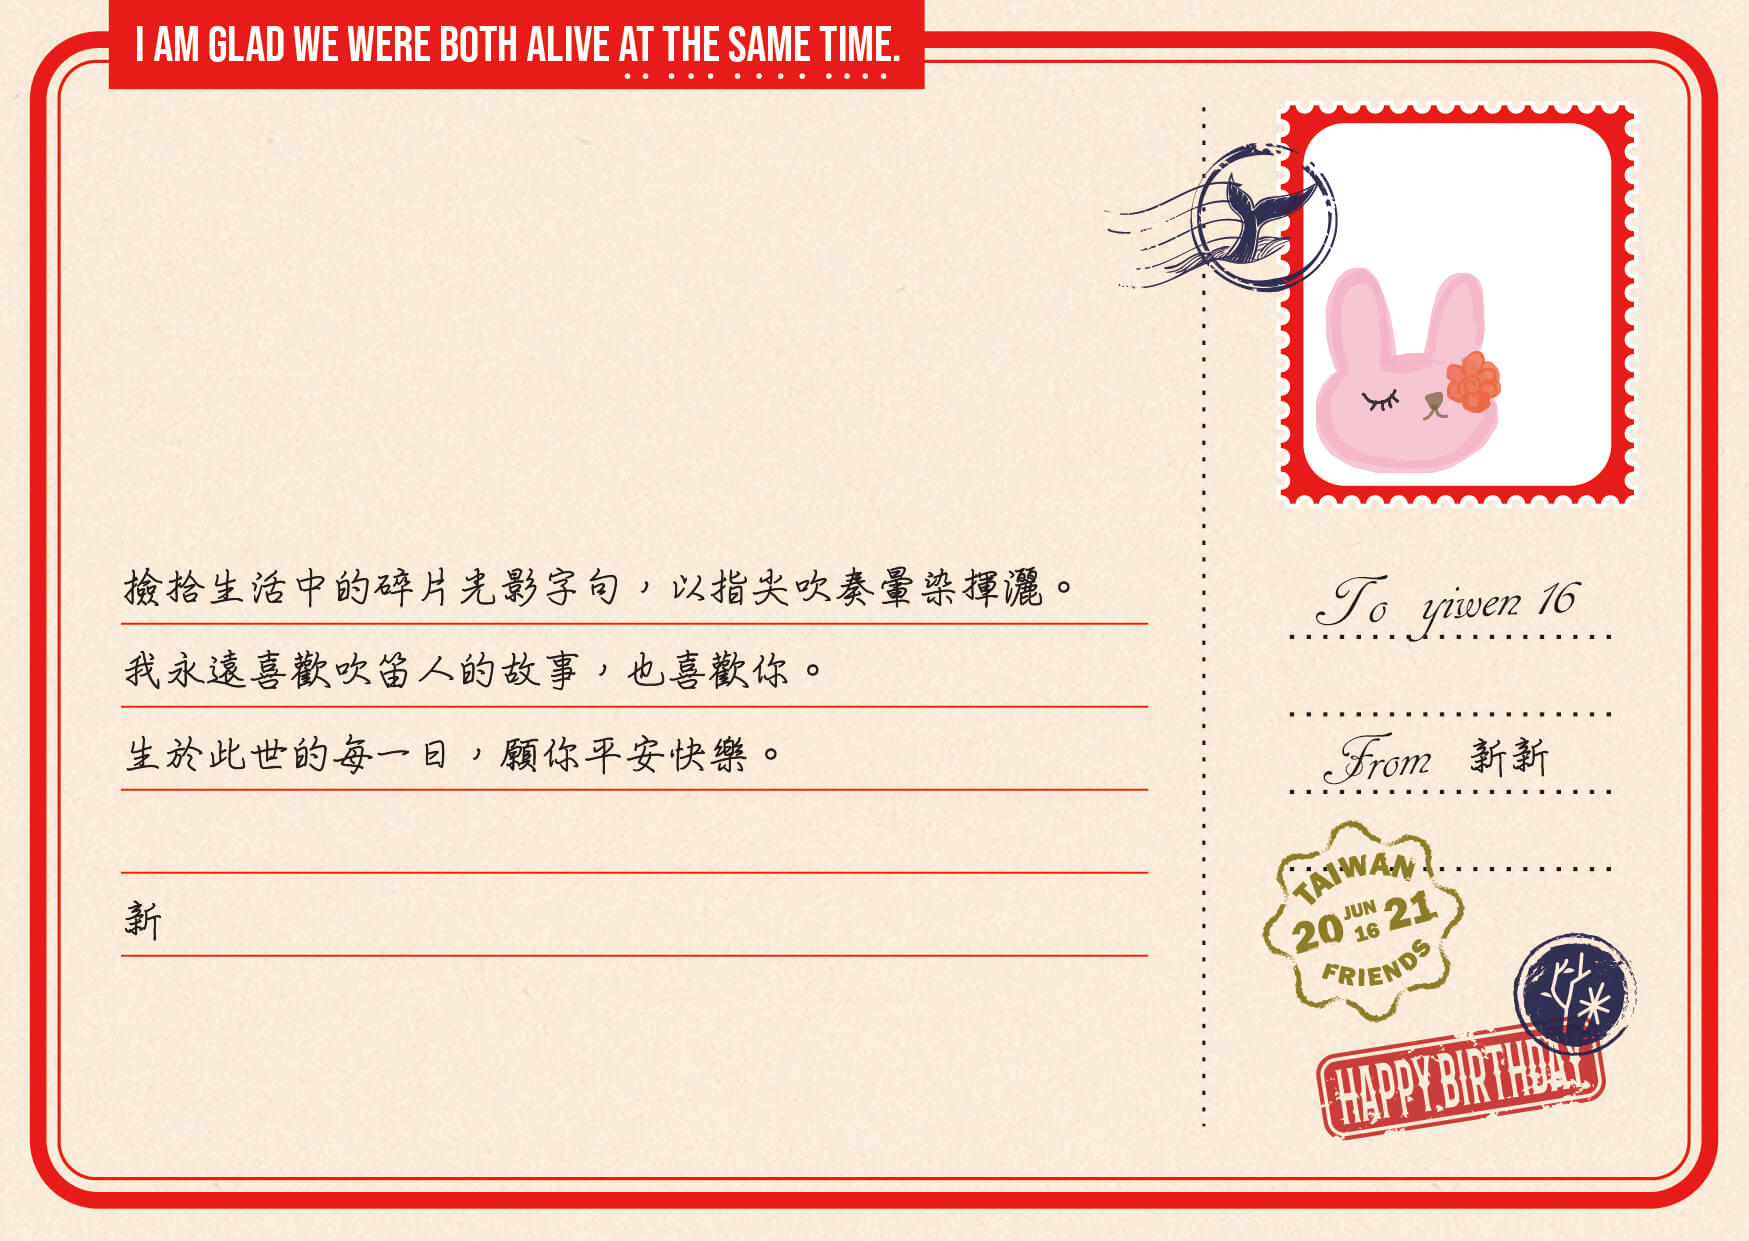 I AM GLAD WE WERE BOTH ALIVE AT THE SAME TIME.
撿拾生活中的碎片光影字句，以指尖吹奏暈染揮灑。
我永遠喜歡吹笛人的故事，也喜歡你。
生於此世的每一日，願你平安快樂。
新
To yiwen 16
From 新新
TAIWAN
20 JUN 16 21
FRIENDS
HAPPY BIRTHDAY